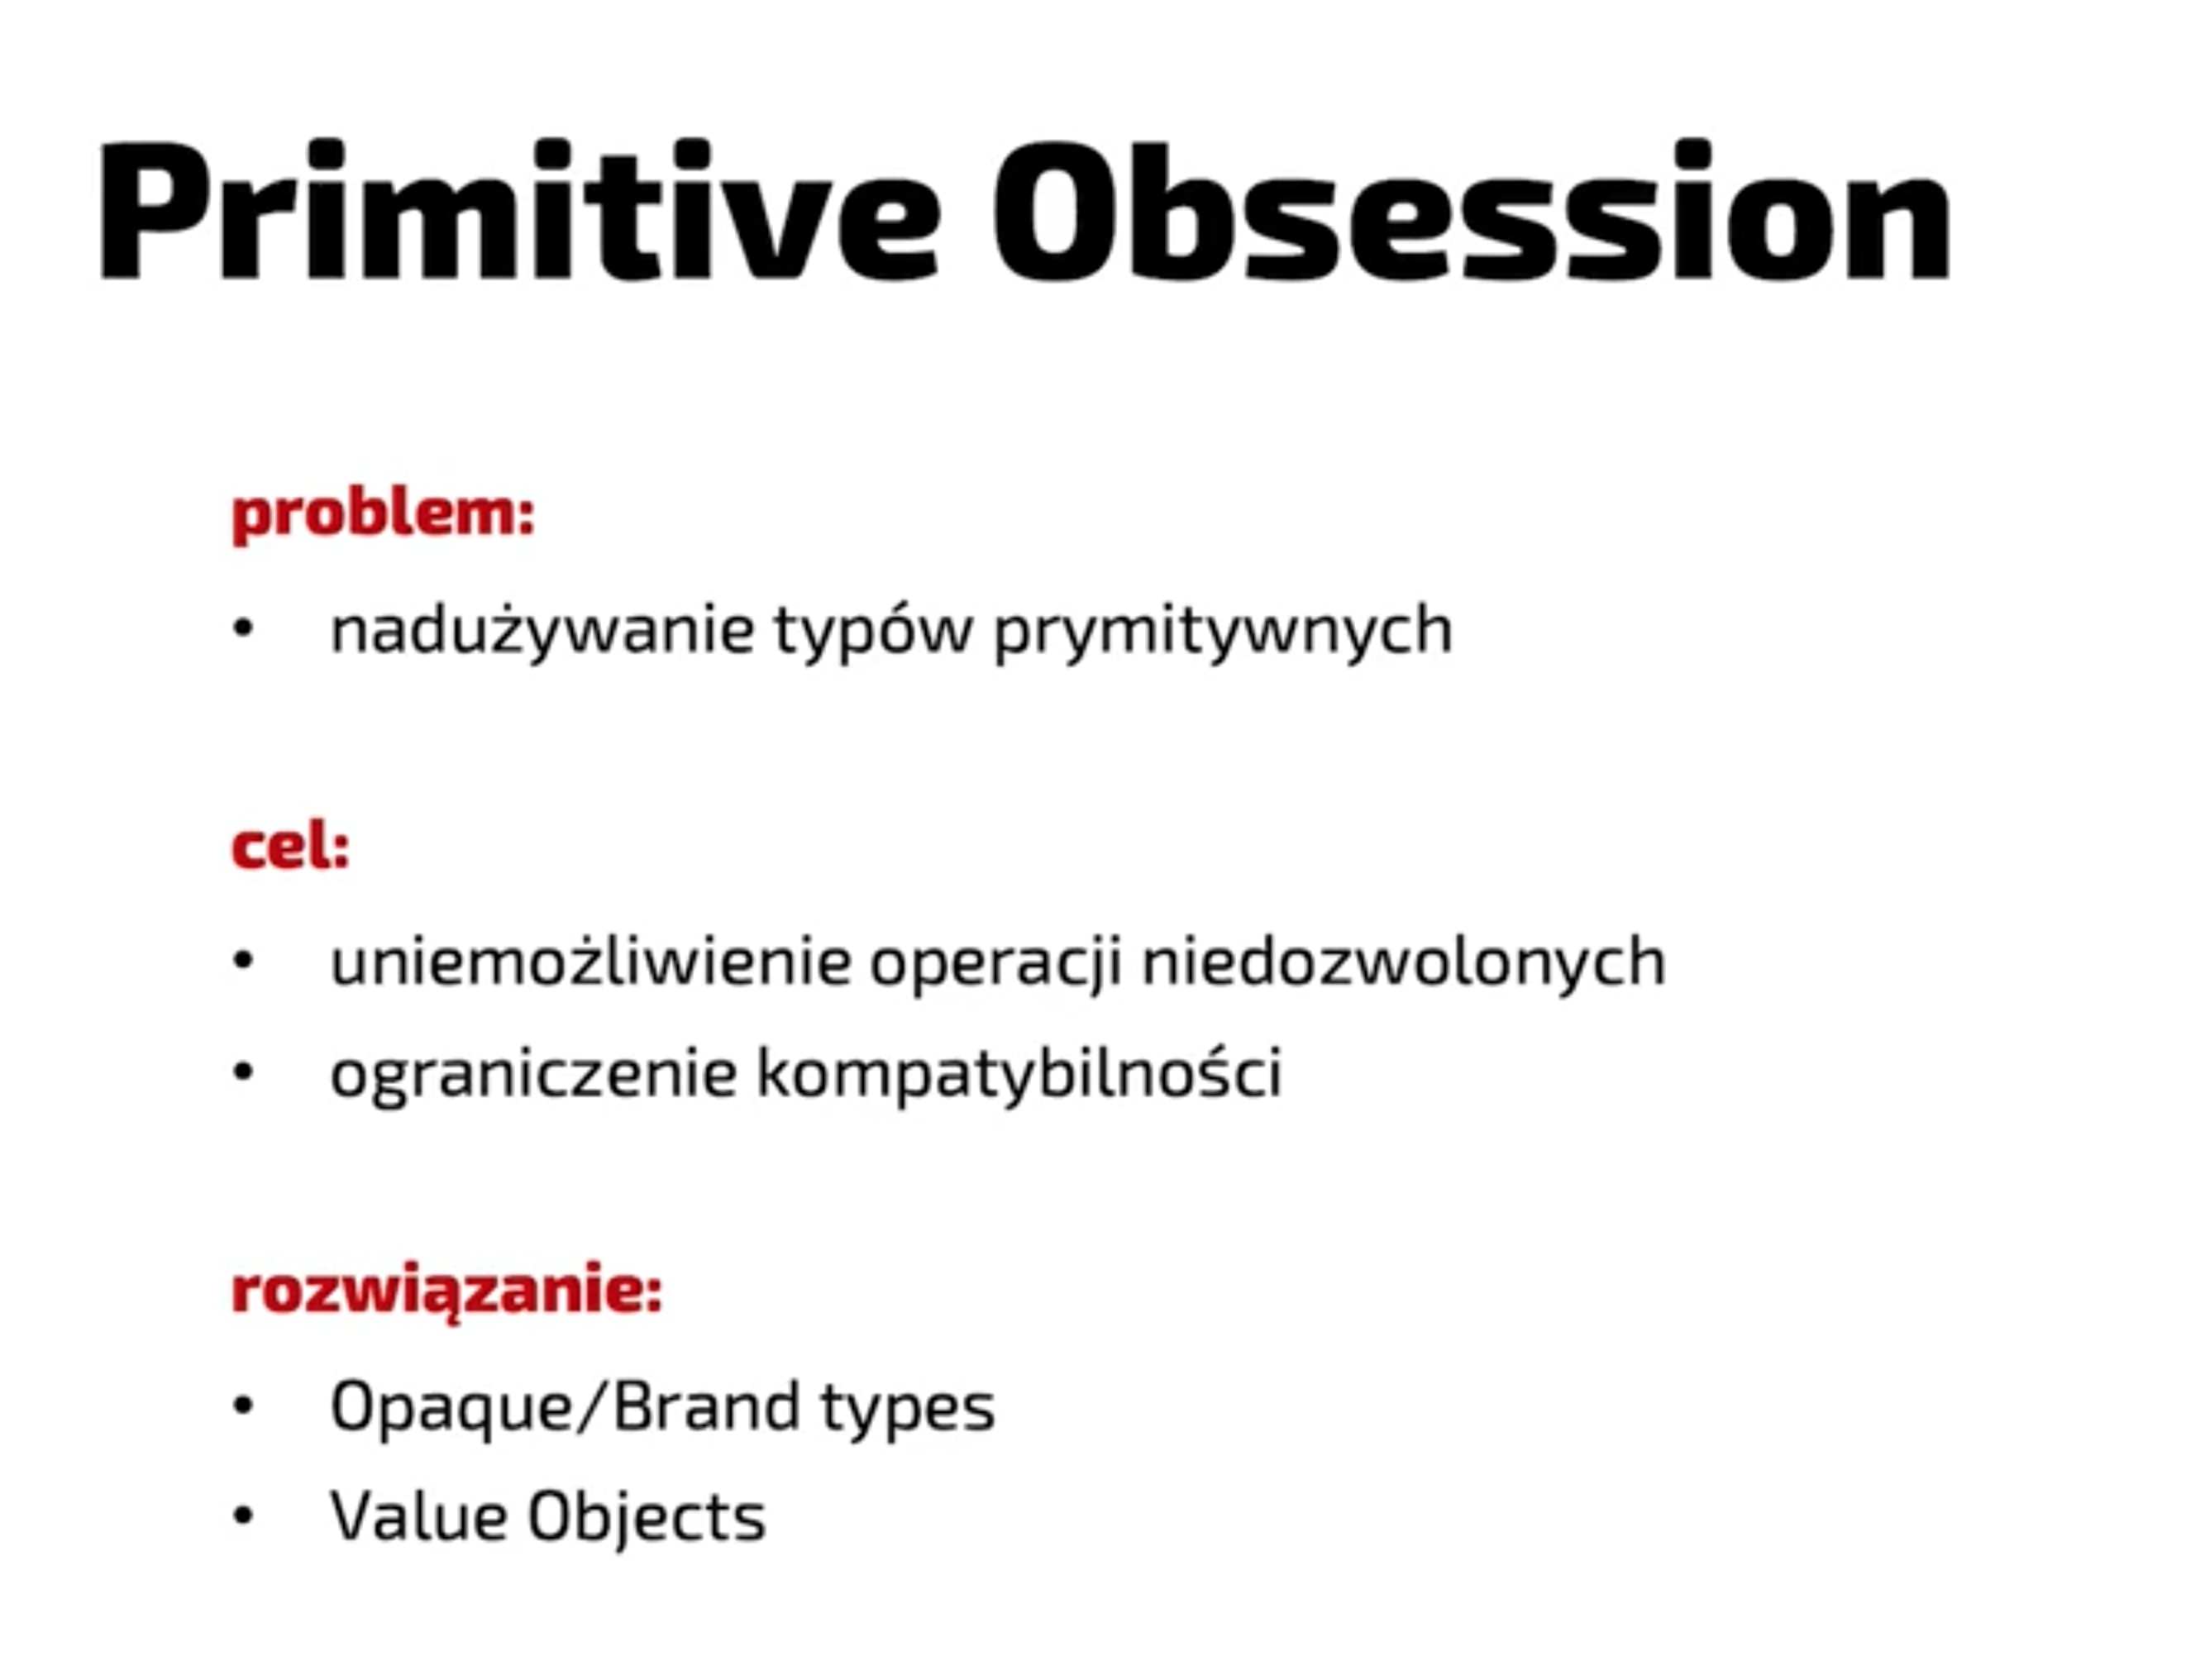 Primitive Obsession
problem:
• nadużywanie typów prymitywnych
cel:
• uniemożliwienie operacji niedozwolonych
• ograniczenie kompatybilności
rozwiązanie:
• Opaque/Brand types
• Value Objects